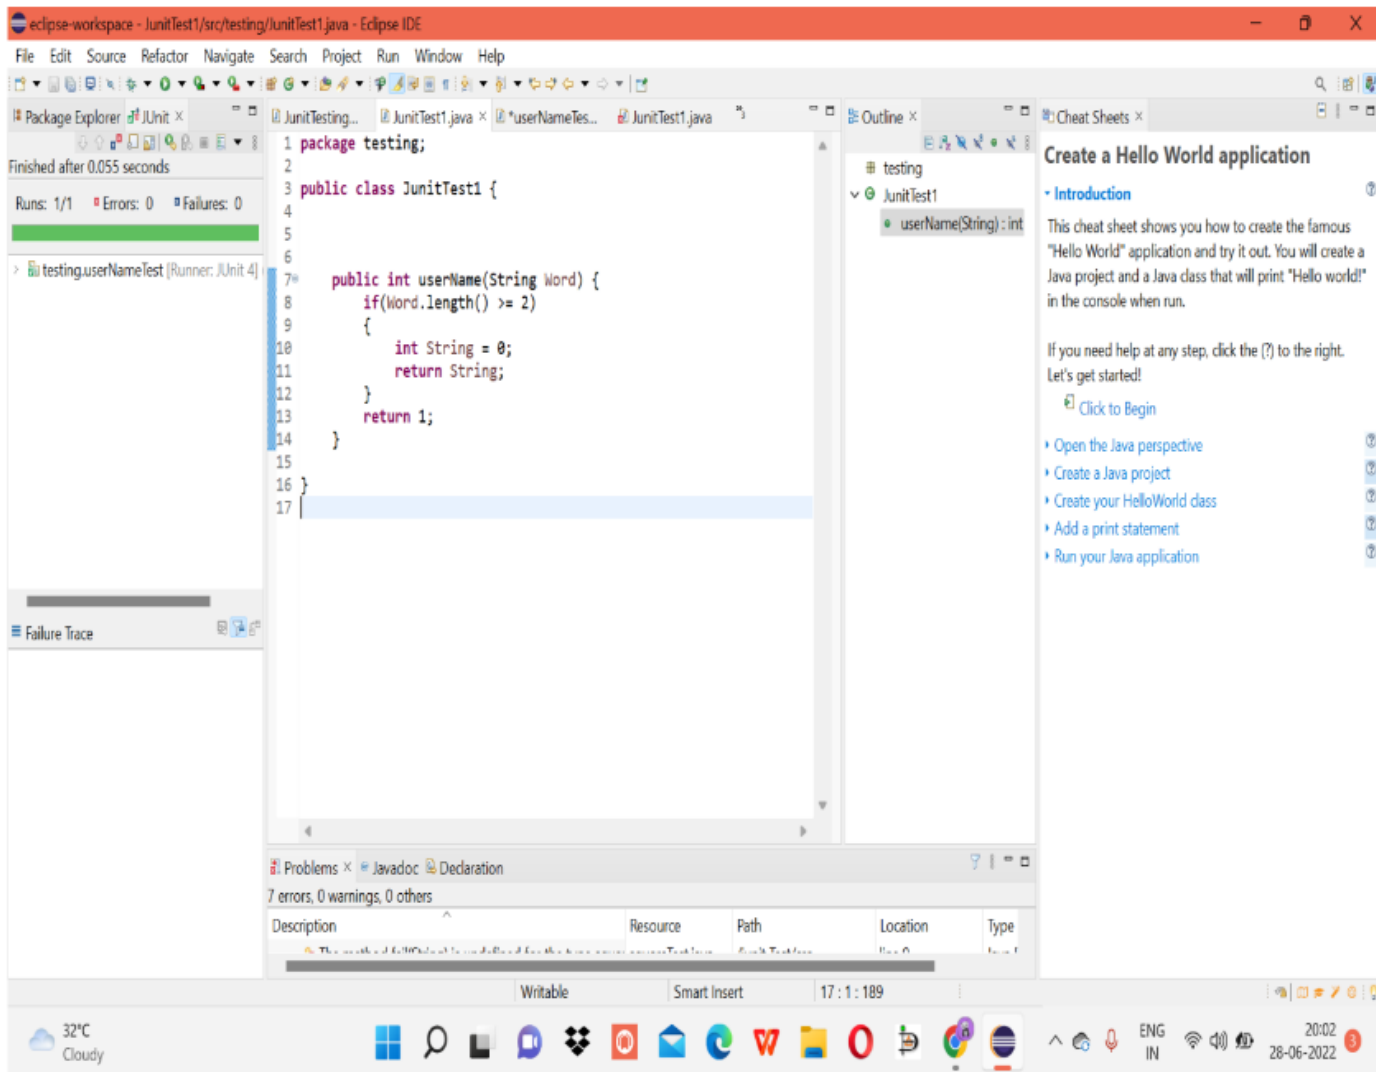 eclipse-workspace - JunitTest1/src/testing/JunitTest1.java - Eclipse IDE
File Edit Source Refactor Navigate Search Project Run Window Help
Package Explorer JUnit ×
Finished after 0.055 seconds
Runs: 1/1 Errors: 0 Failures: 0
testing.userNameTest [Runner: JUnit 4]
Failure Trace
JunitTesting... JunitTest1.java × *userNameTes... JunitTest1.java
1 package testing;
2
3 public class JunitTest1 {
4
5
6
7 public int userName(String Word) {
8 if(Word.length() >= 2)
9 {
10 int String = 0;
11 return String;
12 }
13 return 1;
14 }
15
16 }
17
Problems × Javadoc Declaration
7 errors, 0 warnings, 0 others
Description Resource Path Location Type
Outline ×
testing
JunitTest1
userName(String) : int
Cheat Sheets ×
Create a Hello World application
Introduction
This cheat sheet shows you how to create the famous
"Hello World" application and try it out. You will create a
Java project and a Java class that will print "Hello world!"
in the console when run.
If you need help at any step, click the (?) to the right.
Let's get started!
Click to Begin
Open the Java perspective
Create a Java project
Create your HelloWorld class
Add a print statement
Run your Java application
Writable Smart Insert 17 : 1 : 189
32°C
Cloudy
ENG
IN
20:02
28-06-2022
3